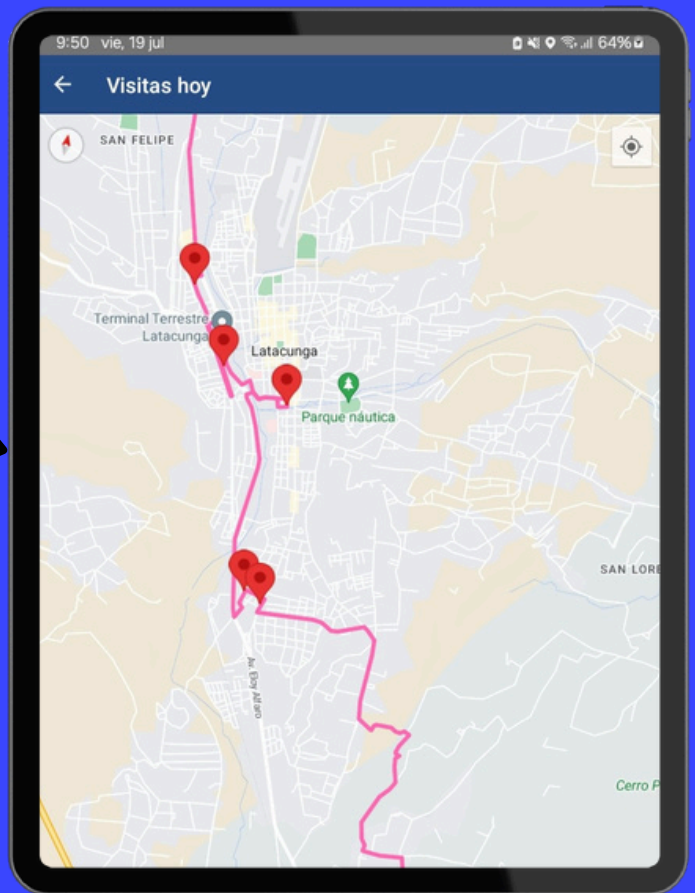 9:50 vie, 19 jul
64%
Visitas hoy
SAN FELIPE
Terminal Terrestre
Latacunga
Latacunga
Parque náutica
SAN LORE
Av. Eloy Alfaro
Cerro P